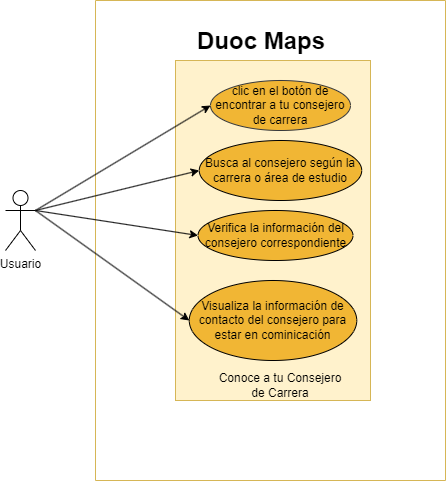 Duoc Maps
clic en el botón de
encontrar a tu consejero
de carrera
Busca al consejero según la
carrera o área de estudio
Verifica la información del
consejero correspondiente
Usuario
Visualiza la información de
contacto del consejero para
estar en cominicación
Conoce a tu Consejero
de Carrera